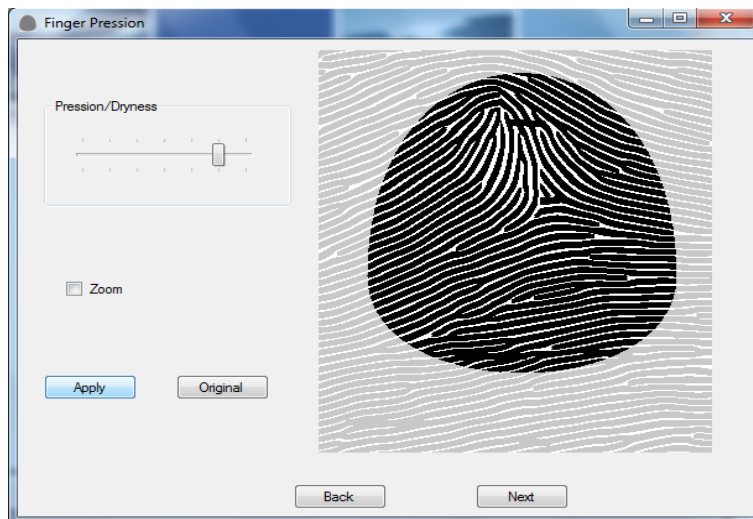 Finger Pression
Pression/Dryness
Zoom
Apply
Original
Back
Next